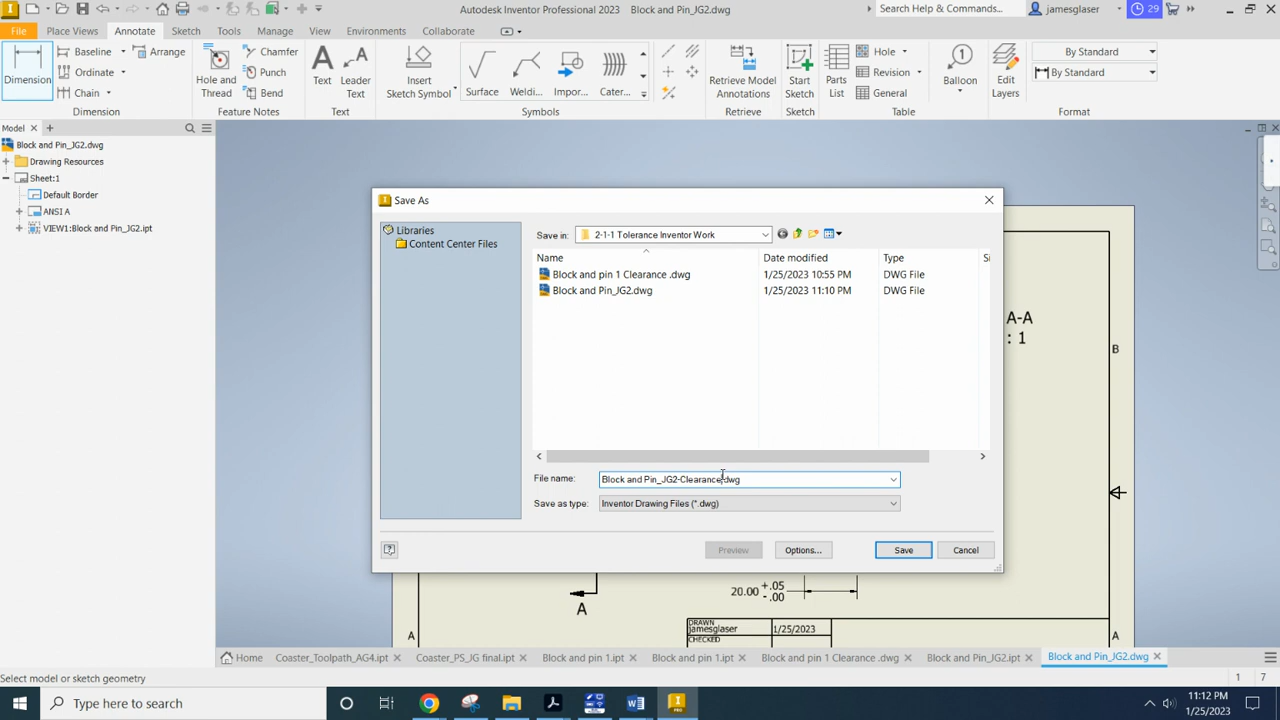 Autodesk Inventor Professional 2023 Block and Pin_JG2.dwg
Search Help & Commands...
jamesglaser
29
File Place Views Annotate Sketch Tools Manage View Environments Collaborate
Dimension
Baseline
Ordinate
Chain
Arrange
Hole and Thread
Chamfer
Punch
Bend
Text
Leader Text
Insert Sketch Symbol
Surface
Weldi...
Impor...
Cater...
Retrieve Model Annotations
Start Sketch
Parts List
Hole
Revision
General
Balloon
Edit Layers
By Standard
By Standard
Dimension Feature Notes Text Symbols Retrieve Sketch Table Format
Model
Block and Pin_JG2.dwg
Drawing Resources
Sheet:1
Default Border
ANSI A
VIEW1:Block and Pin_JG2.ipt
Save As
Libraries
Content Center Files
Save in: 2-1-1 Tolerance Inventor Work
Name Date modified Type Si
Block and pin 1 Clearance .dwg 1/25/2023 10:55 PM DWG File
Block and Pin_JG2.dwg 1/25/2023 11:10 PM DWG File
File name: Block and Pin_JG2-Clearance.dwg
Save as type: Inventor Drawing Files (*.dwg)
Preview Options... Save Cancel
A-A
: 1
B
20.00 +.05
-.00
A
A
A
DRAWN
jamesglaser 1/25/2023
CHECKED
Home Coaster_Toolpath_AG4.ipt Coaster_PS_JG final.ipt Block and pin 1.ipt Block and pin 1.ipt Block and pin 1 Clearance .dwg Block and Pin_JG2.ipt Block and Pin_JG2.dwg
Select model or sketch geometry
1 7
Type here to search
PRO
11:12 PM
1/25/2023